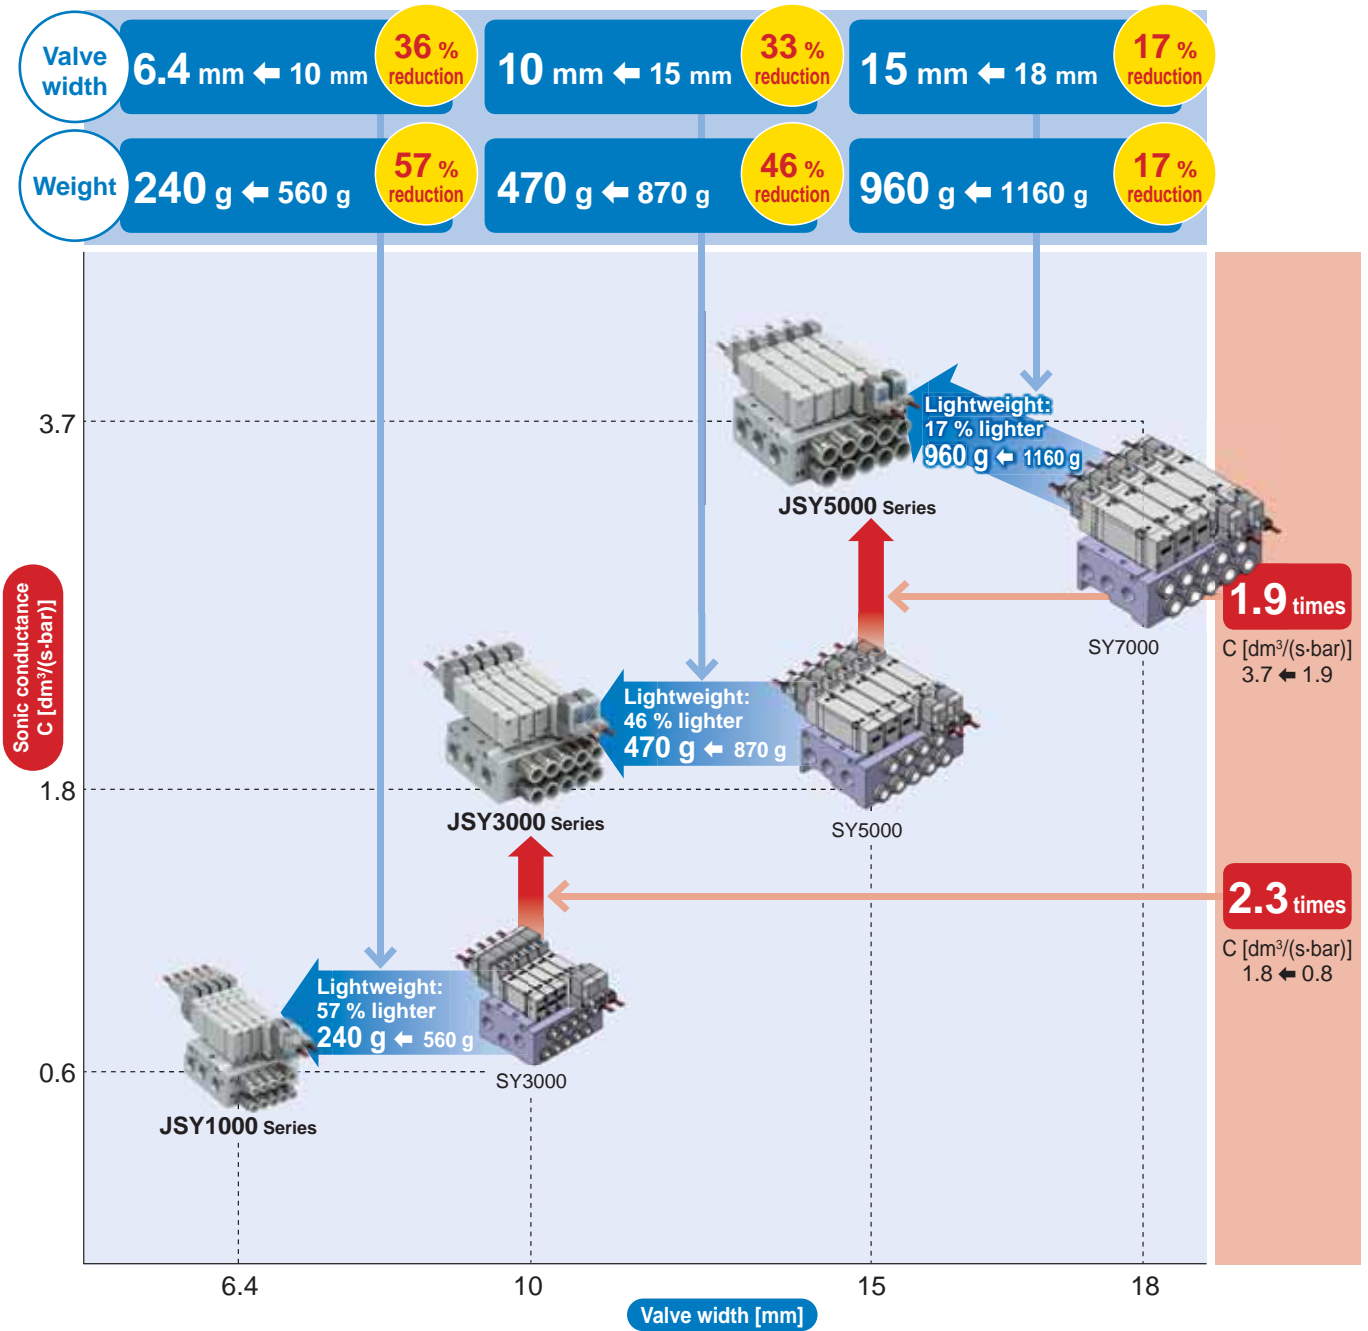 Valve
width
6.4 mm ← 10 mm
36 %
reduction
10 mm ← 15 mm
33 %
reduction
15 mm ← 18 mm
17 %
reduction
Weight
240 g ← 560 g
57 %
reduction
470 g ← 870 g
46 %
reduction
960 g ← 1160 g
17 %
reduction
3.7
Lightweight:
17 % lighter
960 g ← 1160 g
JSY5000 Series
SY7000
1.9 times
C [dm³/(s·bar)]
3.7 ← 1.9
Sonic conductance
C [dm³/(s·bar)]
Lightweight:
46 % lighter
470 g ← 870 g
1.8
JSY3000 Series
SY5000
2.3 times
C [dm³/(s·bar)]
1.8 ← 0.8
Lightweight:
57 % lighter
240 g ← 560 g
0.6
SY3000
JSY1000 Series
6.4
10
15
18
Valve width [mm]